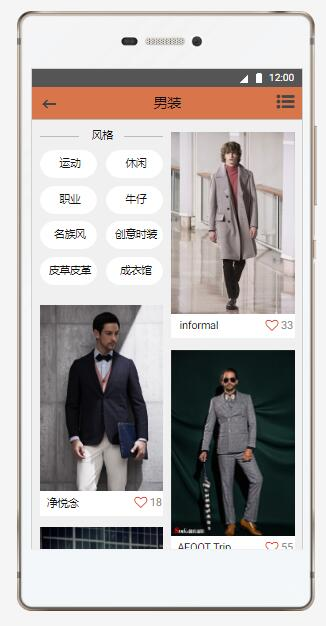 12:00
男装
风格
运动
休闲
职业
牛仔
名族风
创意时装
皮草皮革
成衣馆
informal
33
净悦念
18
AFOOT Trip
55